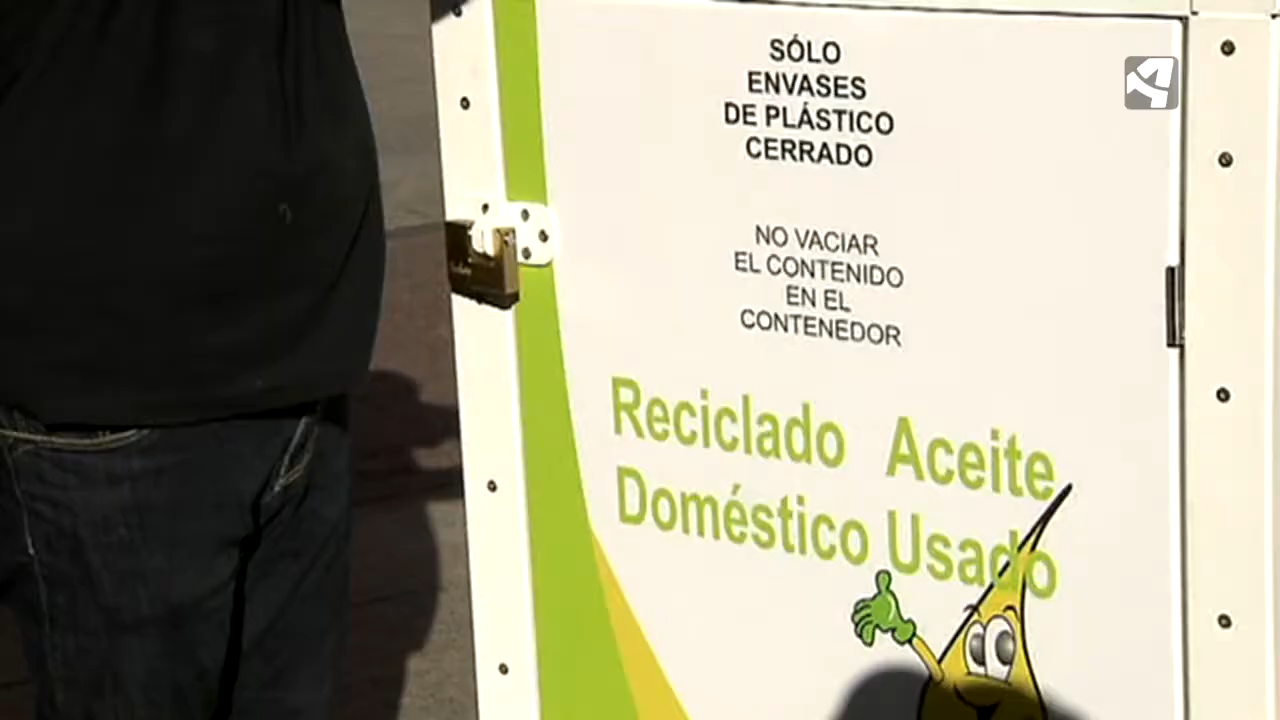 SÓLO
ENVASES
DE PLÁSTICO
CERRADO
NO VACIAR
EL CONTENIDO
EN EL
CONTENEDOR
Reciclado Aceite
Doméstico Usado